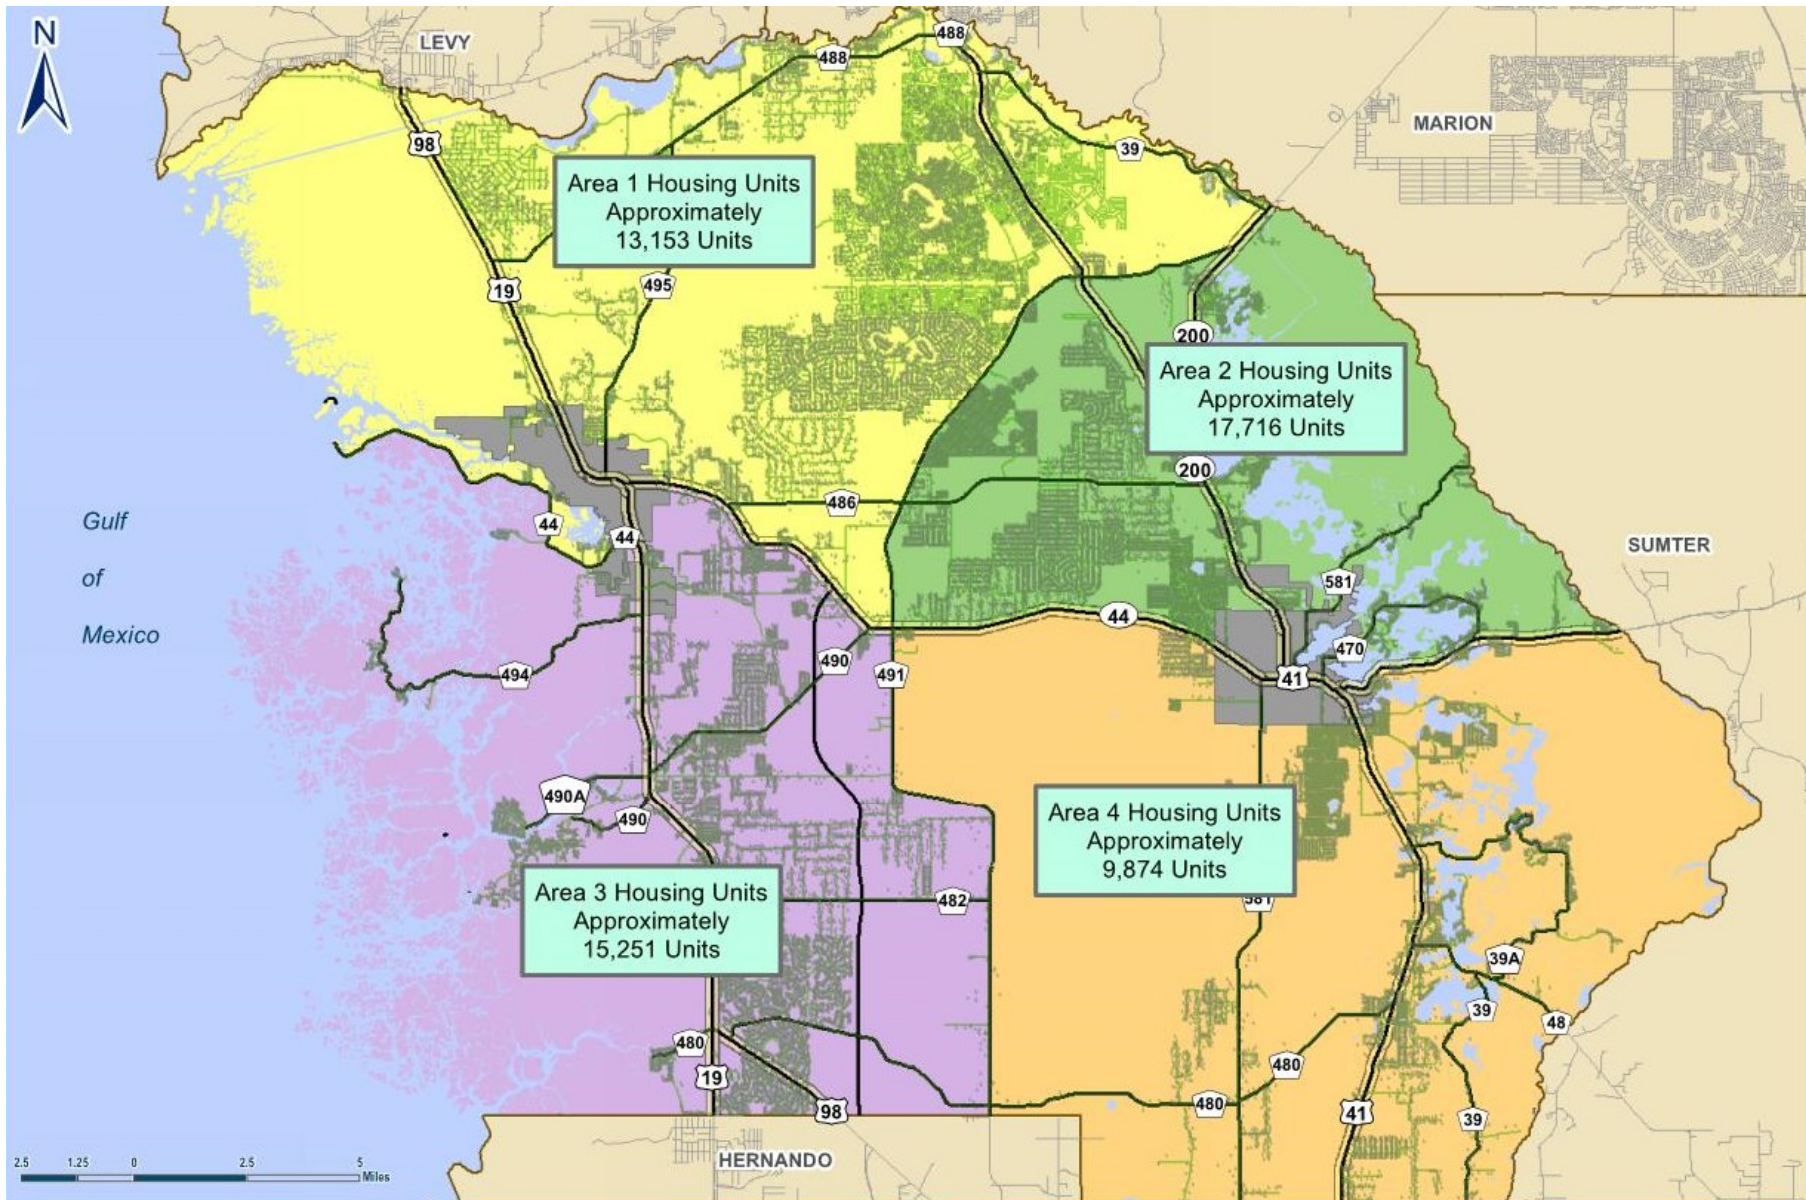 N
LEVY
488
488
98
39
MARION
Area 1 Housing Units
Approximately
13,153 Units
495
19
200
Area 2 Housing Units
Approximately
17,716 Units
200
486
Gulf
of
Mexico
44
44
SUMTER
581
44
470
490
491
494
41
490A
490
Area 4 Housing Units
Approximately
9,874 Units
581
Area 3 Housing Units
Approximately
15,251 Units
482
39A
39
48
480
480
19
480
98
41
39
HERNANDO
2.5 1.25 0 2.5 5
Miles